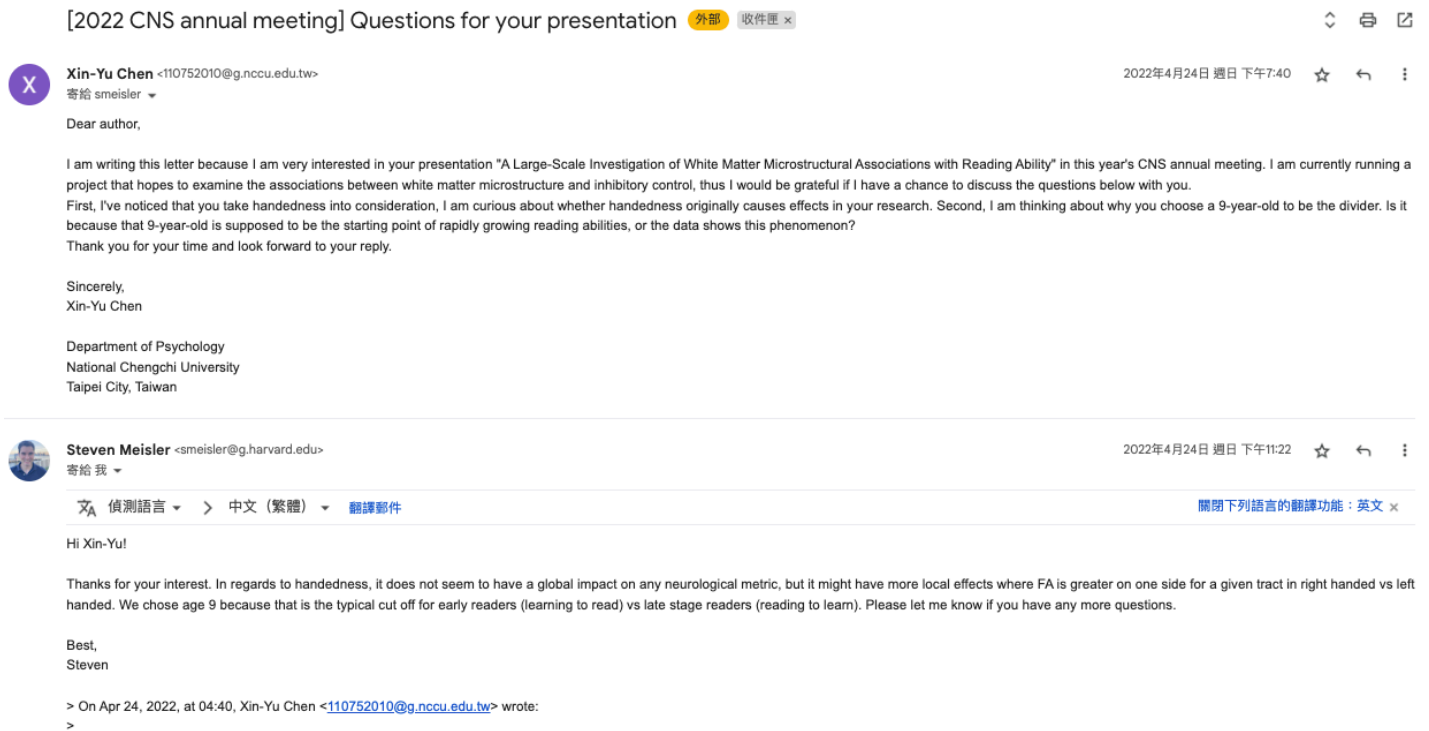 [2022 CNS annual meeting] Questions for your presentation 外部 收件匣 ×
X
Xin-Yu Chen <110752010@g.nccu.edu.tw>
2022年4月24日 週日 下午7:40
寄給 smeisler
Dear author,
I am writing this letter because I am very interested in your presentation "A Large-Scale Investigation of White Matter Microstructural Associations with Reading Ability" in this year's CNS annual meeting. I am currently running a
project that hopes to examine the associations between white matter microstructure and inhibitory control, thus I would be grateful if I have a chance to discuss the questions below with you.
First, I've noticed that you take handedness into consideration, I am curious about whether handedness originally causes effects in your research. Second, I am thinking about why you choose a 9-year-old to be the divider. Is it
because that 9-year-old is supposed to be the starting point of rapidly growing reading abilities, or the data shows this phenomenon?
Thank you for your time and look forward to your reply.
Sincerely,
Xin-Yu Chen
Department of Psychology
National Chengchi University
Taipei City, Taiwan
Steven Meisler <smeisler@g.harvard.edu>
2022年4月24日 週日 下午11:22
寄給 我
偵測語言 中文（繁體） 翻譯郵件
關閉下列語言的翻譯功能：英文 ×
Hi Xin-Yu!
Thanks for your interest. In regards to handedness, it does not seem to have a global impact on any neurological metric, but it might have more local effects where FA is greater on one side for a given tract in right handed vs left
handed. We chose age 9 because that is the typical cut off for early readers (learning to read) vs late stage readers (reading to learn). Please let me know if you have any more questions.
Best,
Steven
> On Apr 24, 2022, at 04:40, Xin-Yu Chen <110752010@g.nccu.edu.tw> wrote:
>